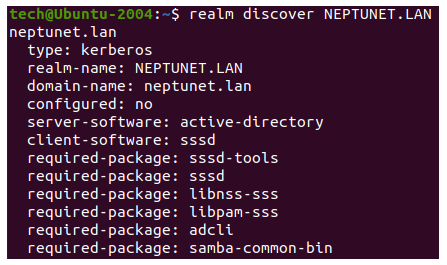 tech@Ubuntu-2004:~$ realm discover NEPTUNET.LAN
neptunet.lan
type: kerberos
realm-name: NEPTUNET.LAN
domain-name: neptunet.lan
configured: no
server-software: active-directory
client-software: sssd
required-package: sssd-tools
required-package: sssd
required-package: libnss-sss
required-package: libpam-sss
required-package: adcli
required-package: samba-common-bin